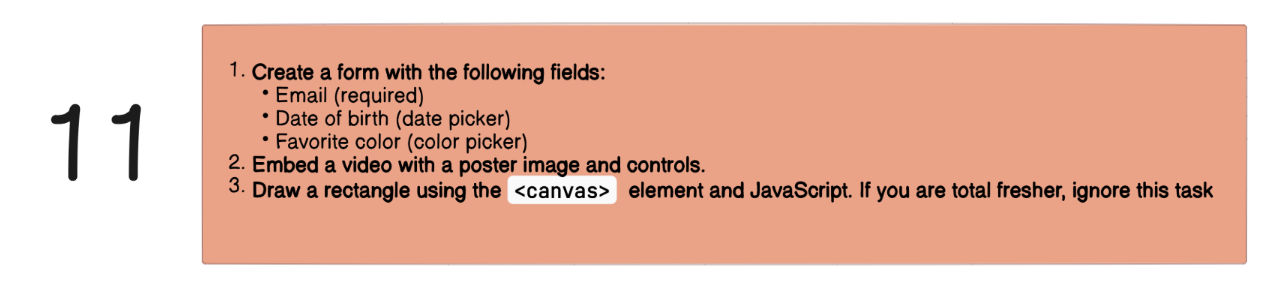 11
1. Create a form with the following fields:
• Email (required)
• Date of birth (date picker)
• Favorite color (color picker)
2. Embed a video with a poster image and controls.
3. Draw a rectangle using the <canvas> element and JavaScript. If you are total fresher, ignore this task